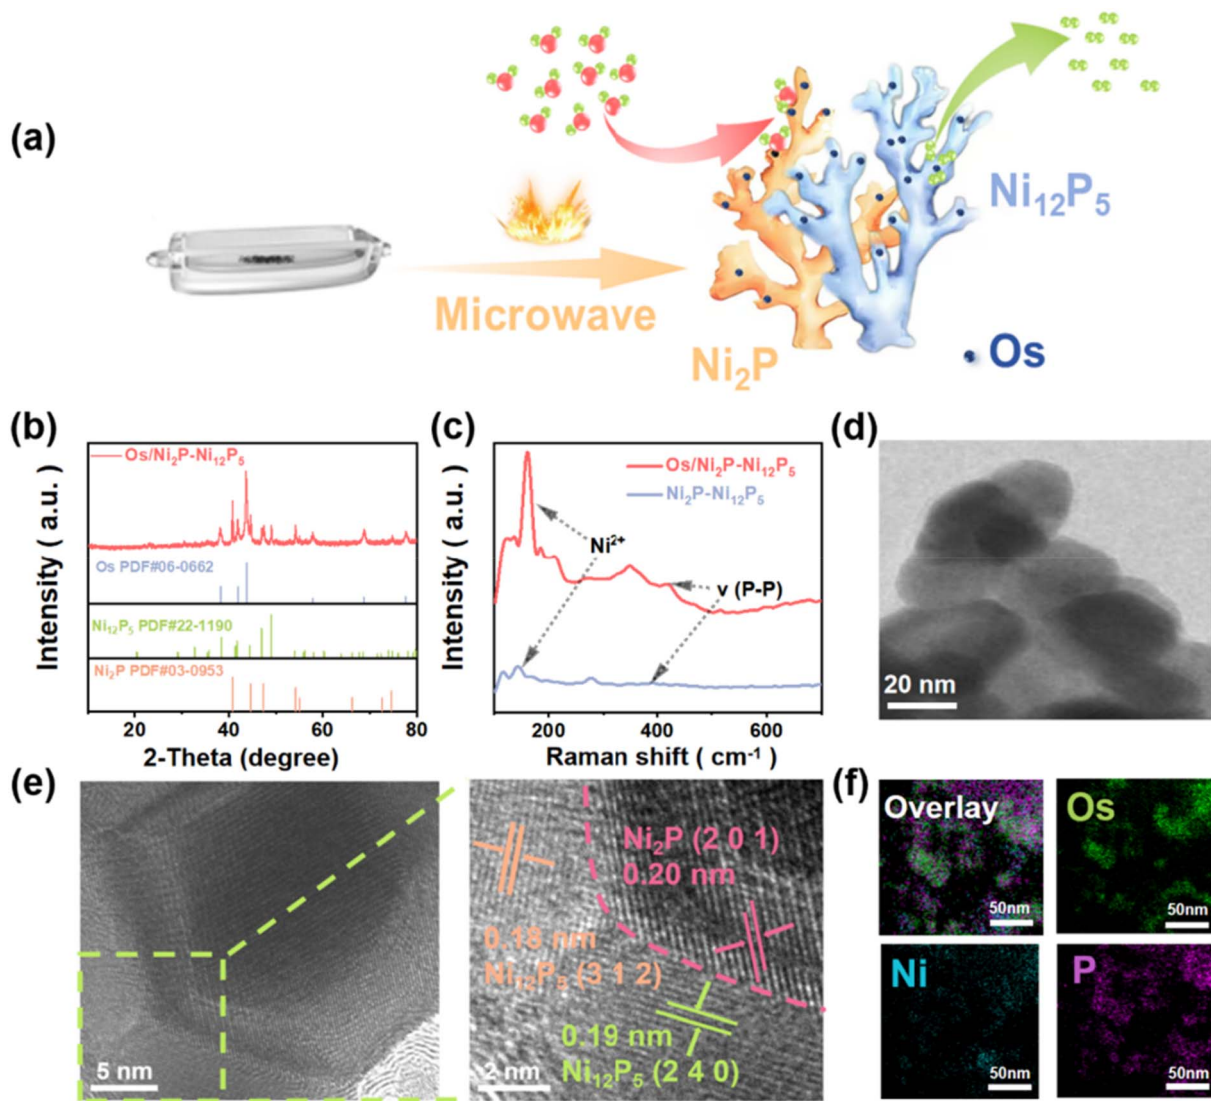 (a)
Microwave
Ni2P
Ni12P5
Os
(b)
Intensity ( a.u. )
Os/Ni2P-Ni12P5
Os PDF#06-0662
Ni12P5 PDF#22-1190
Ni2P PDF#03-0953
20 40 60 80
2-Theta (degree)
(c)
Intensity ( a.u. )
Os/Ni2P-Ni12P5
Ni2P-Ni12P5
Ni2+
v (P-P)
200 400 600
Raman shift ( cm-1 )
(d)
20 nm
(e)
5 nm
Ni2P (2 0 1)
0.20 nm
0.18 nm
Ni12P5 (3 1 2)
0.19 nm
Ni12P5 (2 4 0)
2 nm
(f)
Overlay
50nm
Os
50nm
Ni
50nm
P
50nm